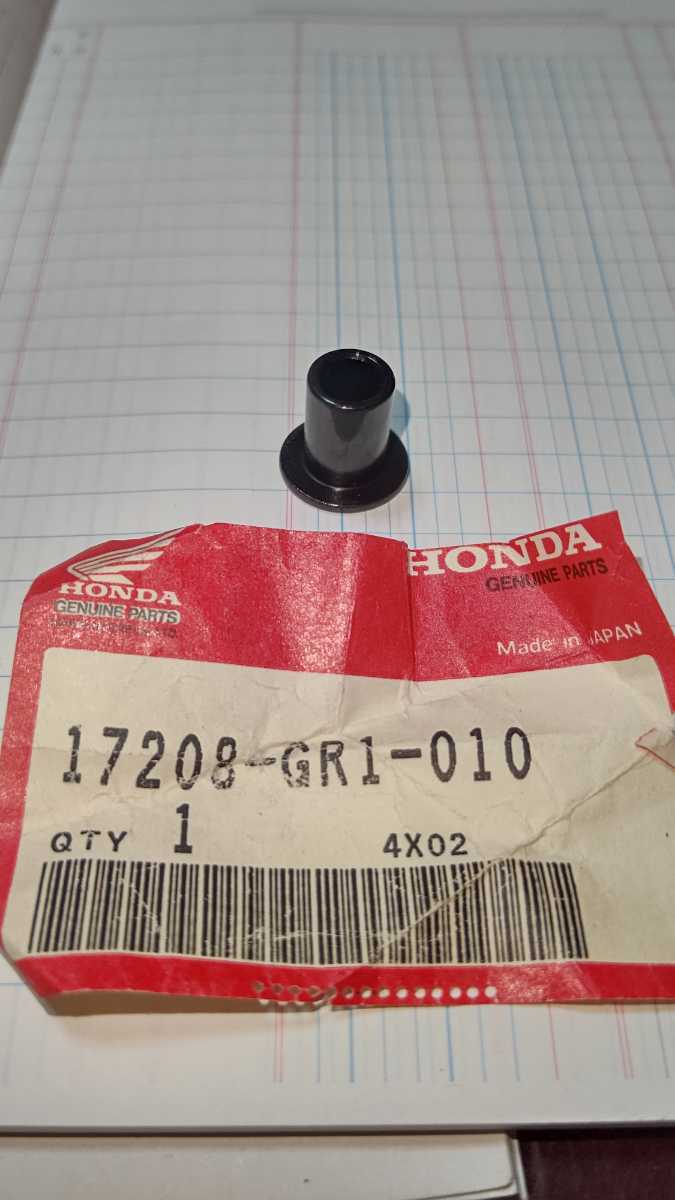 HONDA
GENUINE PARTS
HONDA
GENUINE PARTS
Made in JAPAN
17208-GR1-010
QTY 1 4X02